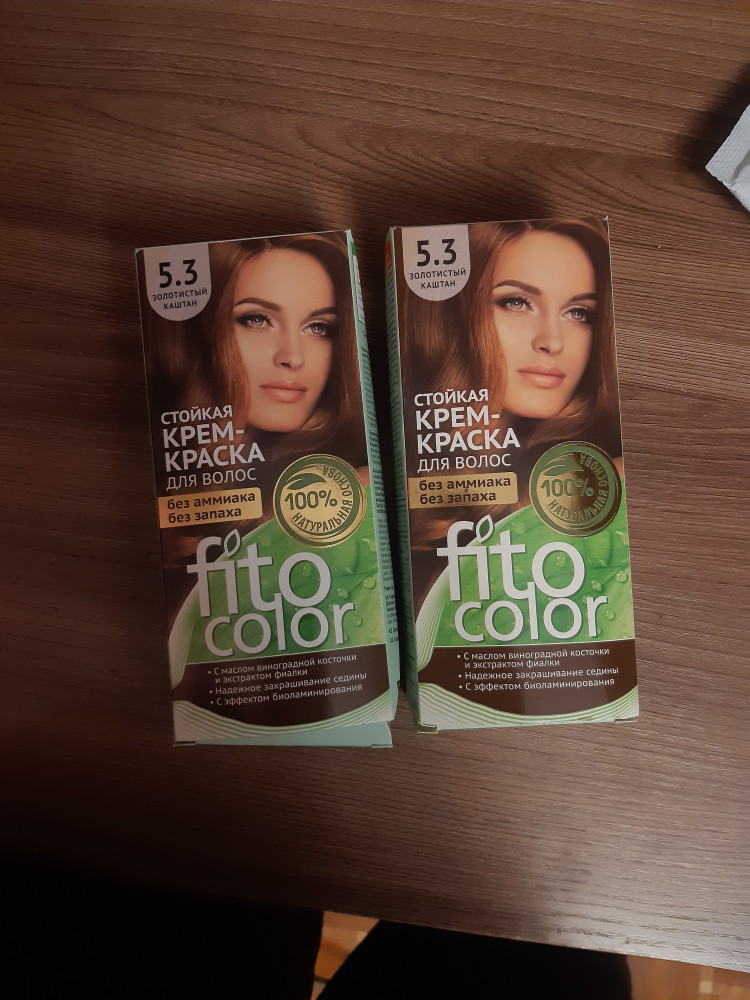 5.3
ЗОЛОТИСТЫЙ
КАШТАН
СТОЙКАЯ
КРЕМ-
КРАСКА
ДЛЯ ВОЛОС
без аммиака
без запаха
100%
НАТУРАЛЬНАЯ ОСНОВА
fito
color
• С маслом виноградной косточки
и экстрактом фиалки
• Надежное закрашивание седины
• С эффектом биоламинирования
5.3
ЗОЛОТИСТЫЙ
КАШТАН
СТОЙКАЯ
КРЕМ-
КРАСКА
ДЛЯ ВОЛОС
без аммиака
без запаха
100%
НАТУРАЛЬНАЯ ОСНОВА
fito
color
• С маслом виноградной косточки
и экстрактом фиалки
• Надежное закрашивание седины
• С эффектом биоламинирования